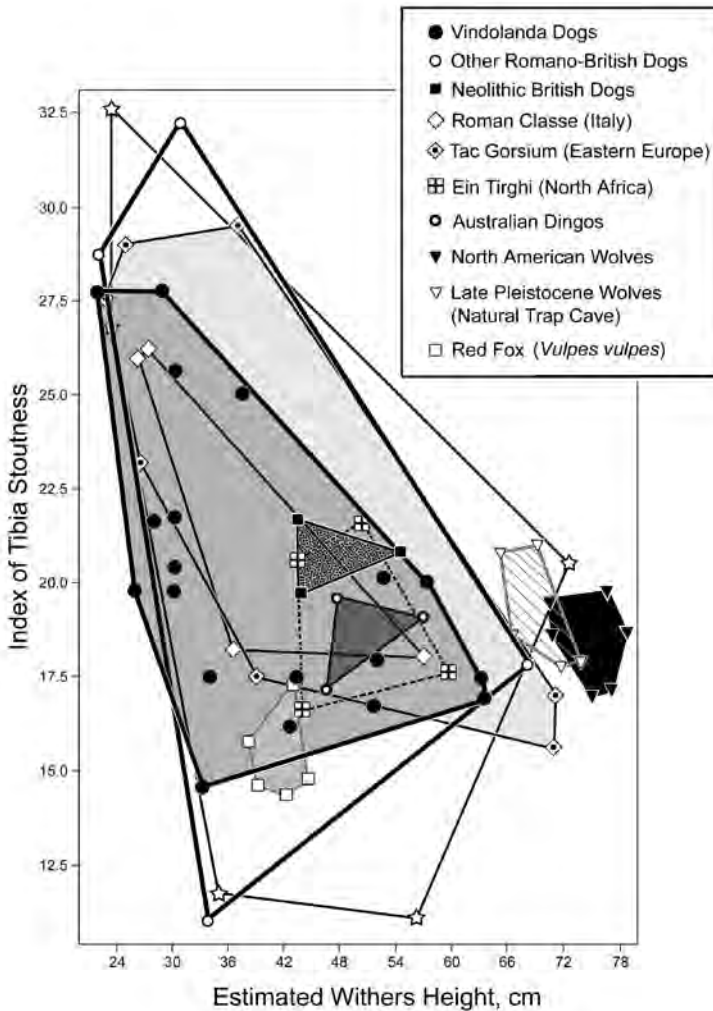 Vindolanda Dogs
Other Romano-British Dogs
Neolithic British Dogs
Roman Classe (Italy)
Tac Gorsium (Eastern Europe)
Ein Tirghi (North Africa)
Australian Dingos
North American Wolves
Late Pleistocene Wolves
(Natural Trap Cave)
Red Fox (Vulpes vulpes)
Index of Tibia Stoutness
32.5
30.0
27.5
25.0
22.5
20.0
17.5
15.0
12.5
24 30 36 42 48 54 60 66 72 78
Estimated Withers Height, cm